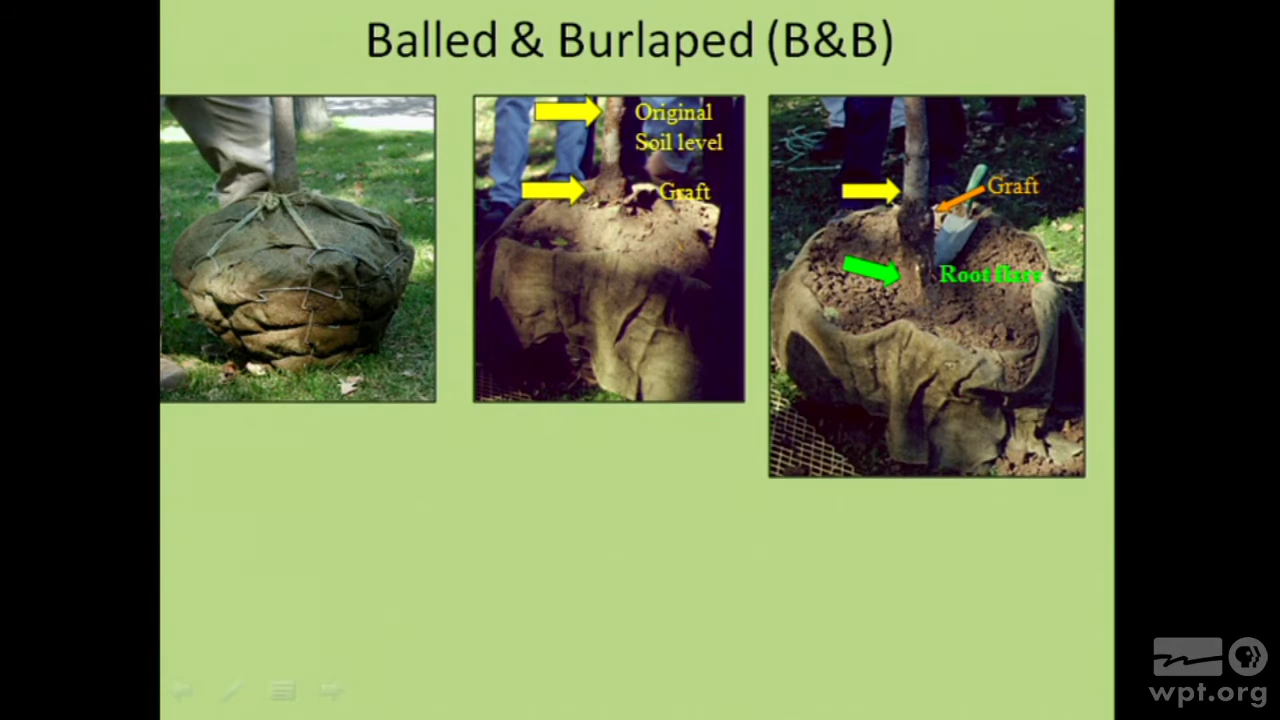 Balled & Burlaped (B&B)
Original
Soil level
Graft
Graft
Root flare
wpt.org